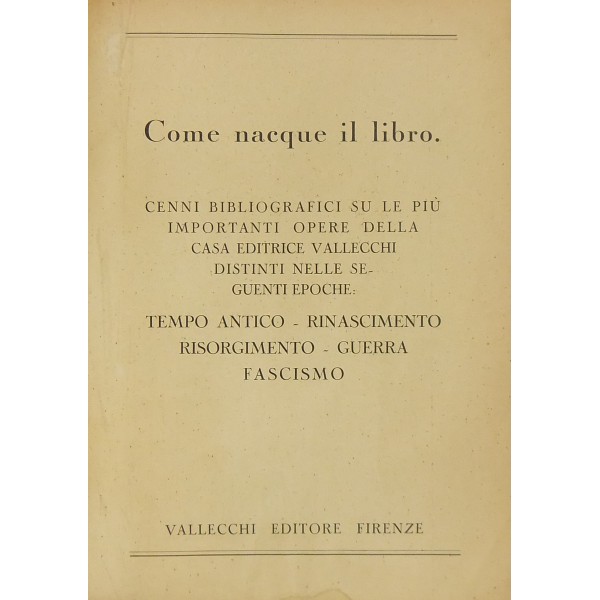 Come nacque il libro.
CENNI BIBLIOGRAFICI SU LE PIÚ
IMPORTANTI OPERE DELLA
CASA EDITRICE VALLECCHI
DISTINTI NELLE SE-
GUENTI EPOCHE:
TEMPO ANTICO - RINASCIMENTO
RISORGIMENTO - GUERRA
FASCISMO
VALLECCHI EDITORE FIRENZE